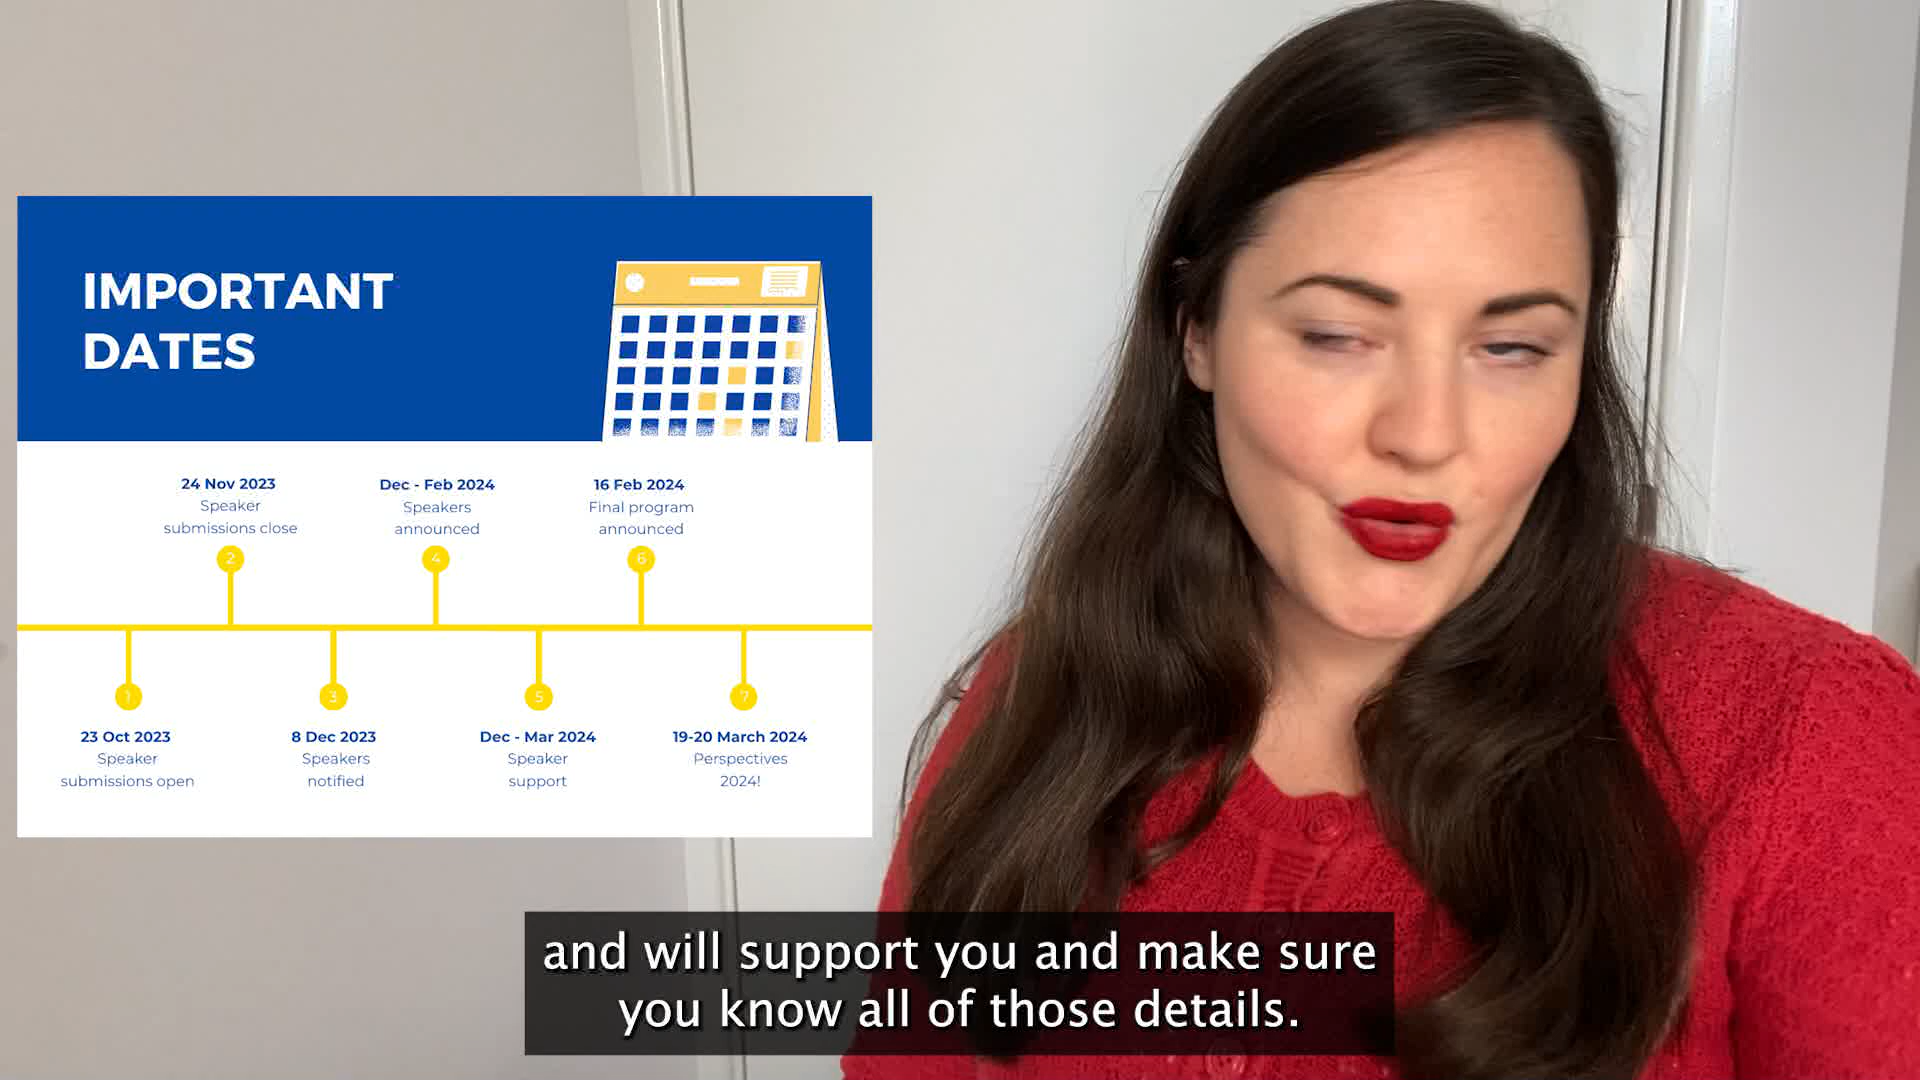 IMPORTANT
DATES
24 Nov 2023
Speaker
submissions close
Dec - Feb 2024
Speakers
announced
16 Feb 2024
Final program
announced
2
4
6
1
3
5
7
23 Oct 2023
Speaker
submissions open
8 Dec 2023
Speakers
notified
Dec - Mar 2024
Speaker
support
19-20 March 2024
Perspectives
2024!
and will support you and make sure
you know all of those details.